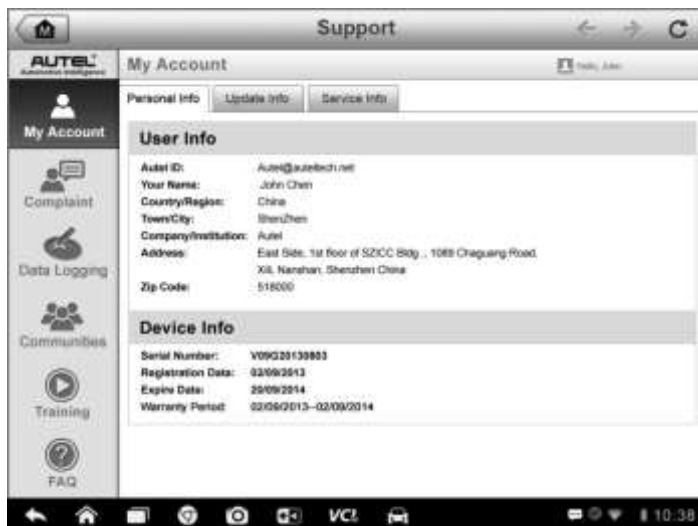 Support
AUTEL
My Account
Hello, John
Personal Info
Update Info
Service Info
My Account
Complaint
Data Logging
Communities
Training
FAQ
User Info
Autel ID: Autel@auteltech.net
Your Name: John Chen
Country/Region: China
Town/City: ShenZhen
Company/Institution: Autel
Address: East Side, 1st floor of SZICC Bldg., 1089 Chaguang Road,
Xili, Nanshan, Shenzhen China
Zip Code: 518000
Device Info
Serial Number: V09G20130803
Registration Data: 02/09/2013
Expire Data: 20/09/2014
Warranty Period: 02/09/2013--02/09/2014
VCI
10:38